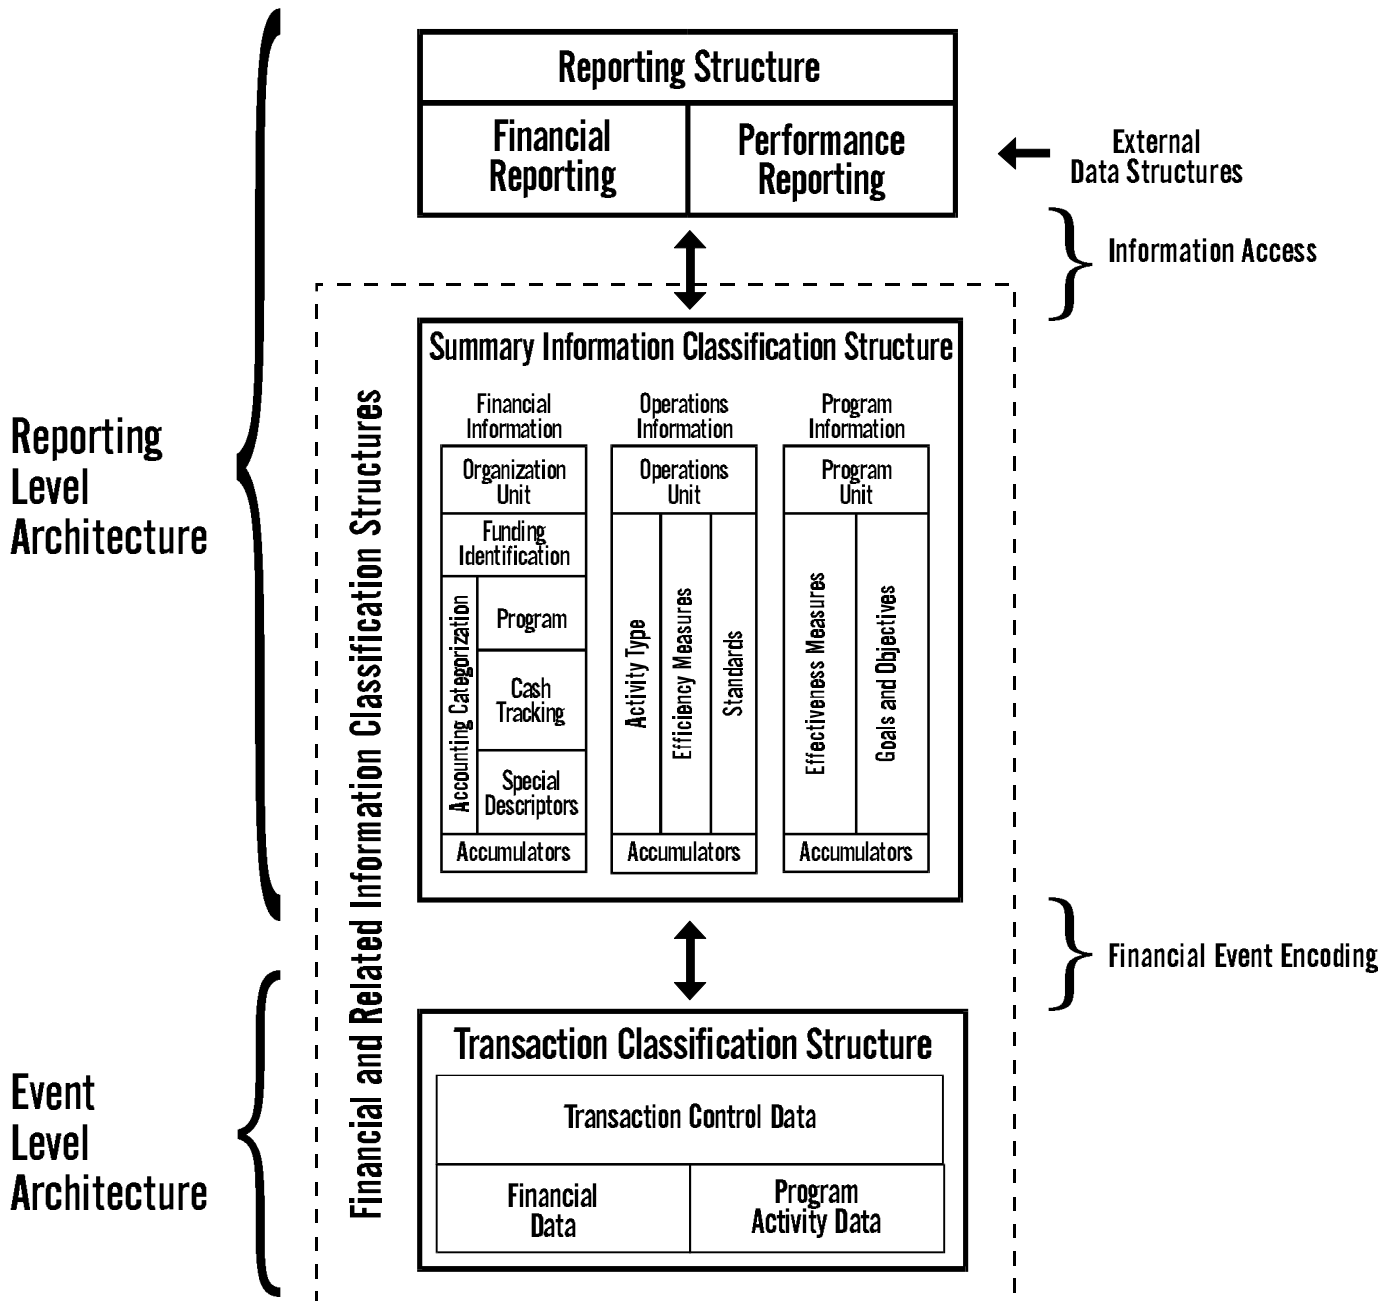 Reporting Structure
Financial
Reporting
Performance
Reporting
External
Data Structures
Information Access
Reporting
Level
Architecture
Financial and Related Information Classification Structures
Summary Information Classification Structure
Financial
Information
Organization
Unit
Funding
Identification
Accounting Categorization
Program
Cash
Tracking
Special
Descriptors
Accumulators
Operations
Information
Operations
Unit
Activity Type
Efficiency Measures
Standards
Accumulators
Program
Information
Program
Unit
Effectiveness Measures
Goals and Objectives
Accumulators
Financial Event Encoding
Event
Level
Architecture
Transaction Classification Structure
Transaction Control Data
Financial
Data
Program
Activity Data